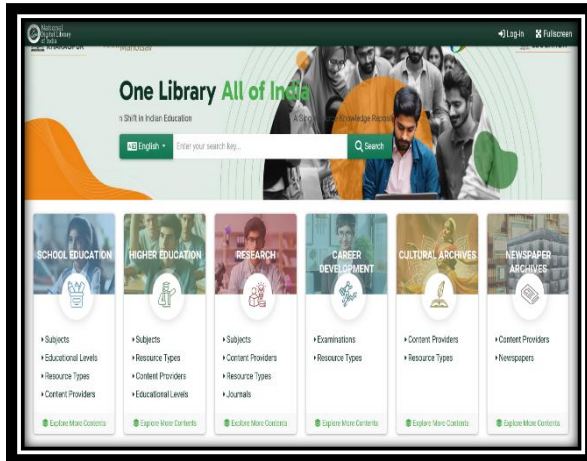 National
Digital Library
of India
Log-in
Fullscreen
KHARAGPUR
One Library All of India
n Shift in Indian Education
English
Enter your search key...
Search
SCHOOL EDUCATION
Subjects
Educational Levels
Resource Types
Content Providers
Explore More Contents
HIGHER EDUCATION
Subjects
Resource Types
Content Providers
Educational Levels
Explore More Contents
RESEARCH
Subjects
Content Providers
Resource Types
Journals
Explore More Contents
CAREER
DEVELOPMENT
Examinations
Resource Types
Explore More Contents
CULTURAL ARCHIVES
Content Providers
Resource Types
Explore More Contents
NEWSPAPER
ARCHIVES
Content Providers
Newspapers
Explore More Contents